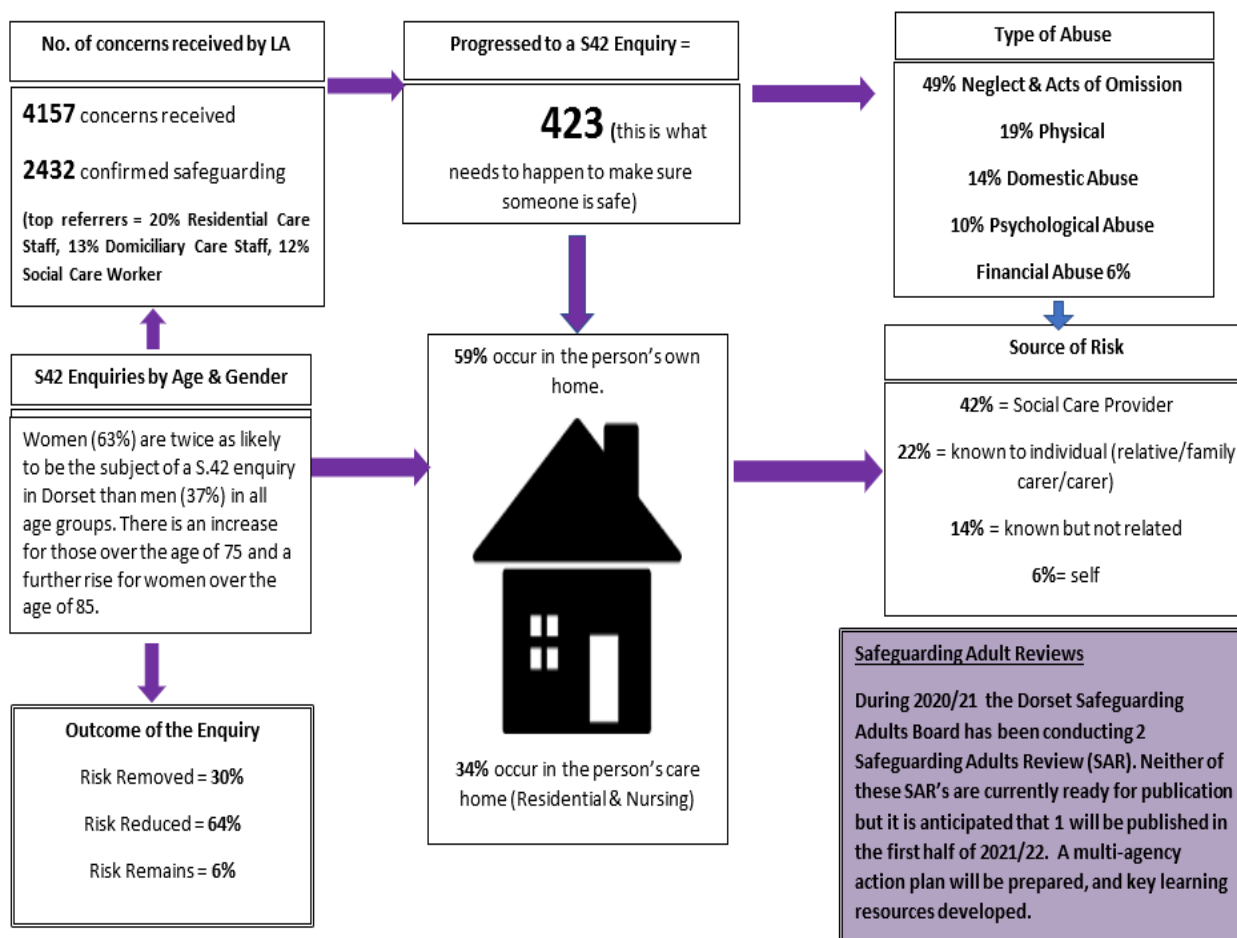 No. of concerns received by LA
4157 concerns received
2432 confirmed safeguarding
(top referrers = 20% Residential Care
Staff, 13% Domiciliary Care Staff, 12%
Social Care Worker
Progressed to a S42 Enquiry =
423 (this is what
needs to happen to make sure
someone is safe)
Type of Abuse
49% Neglect & Acts of Omission
19% Physical
14% Domestic Abuse
10% Psychological Abuse
Financial Abuse 6%
S42 Enquiries by Age & Gender
Women (63%) are twice as likely
to be the subject of a S.42 enquiry
in Dorset than men (37%) in all
age groups. There is an increase
for those over the age of 75 and a
further rise for women over the
age of 85.
59% occur in the person's own
home.
34% occur in the person's care
home (Residential & Nursing)
Source of Risk
42% = Social Care Provider
22% = known to individual (relative/family
carer/carer)
14% = known but not related
6%= self
Outcome of the Enquiry
Risk Removed = 30%
Risk Reduced = 64%
Risk Remains = 6%
Safeguarding Adult Reviews
During 2020/21 the Dorset Safeguarding
Adults Board has been conducting 2
Safeguarding Adults Review (SAR). Neither of
these SAR's are currently ready for publication
but it is anticipated that 1 will be published in
the first half of 2021/22. A multi-agency
action plan will be prepared, and key learning
resources developed.